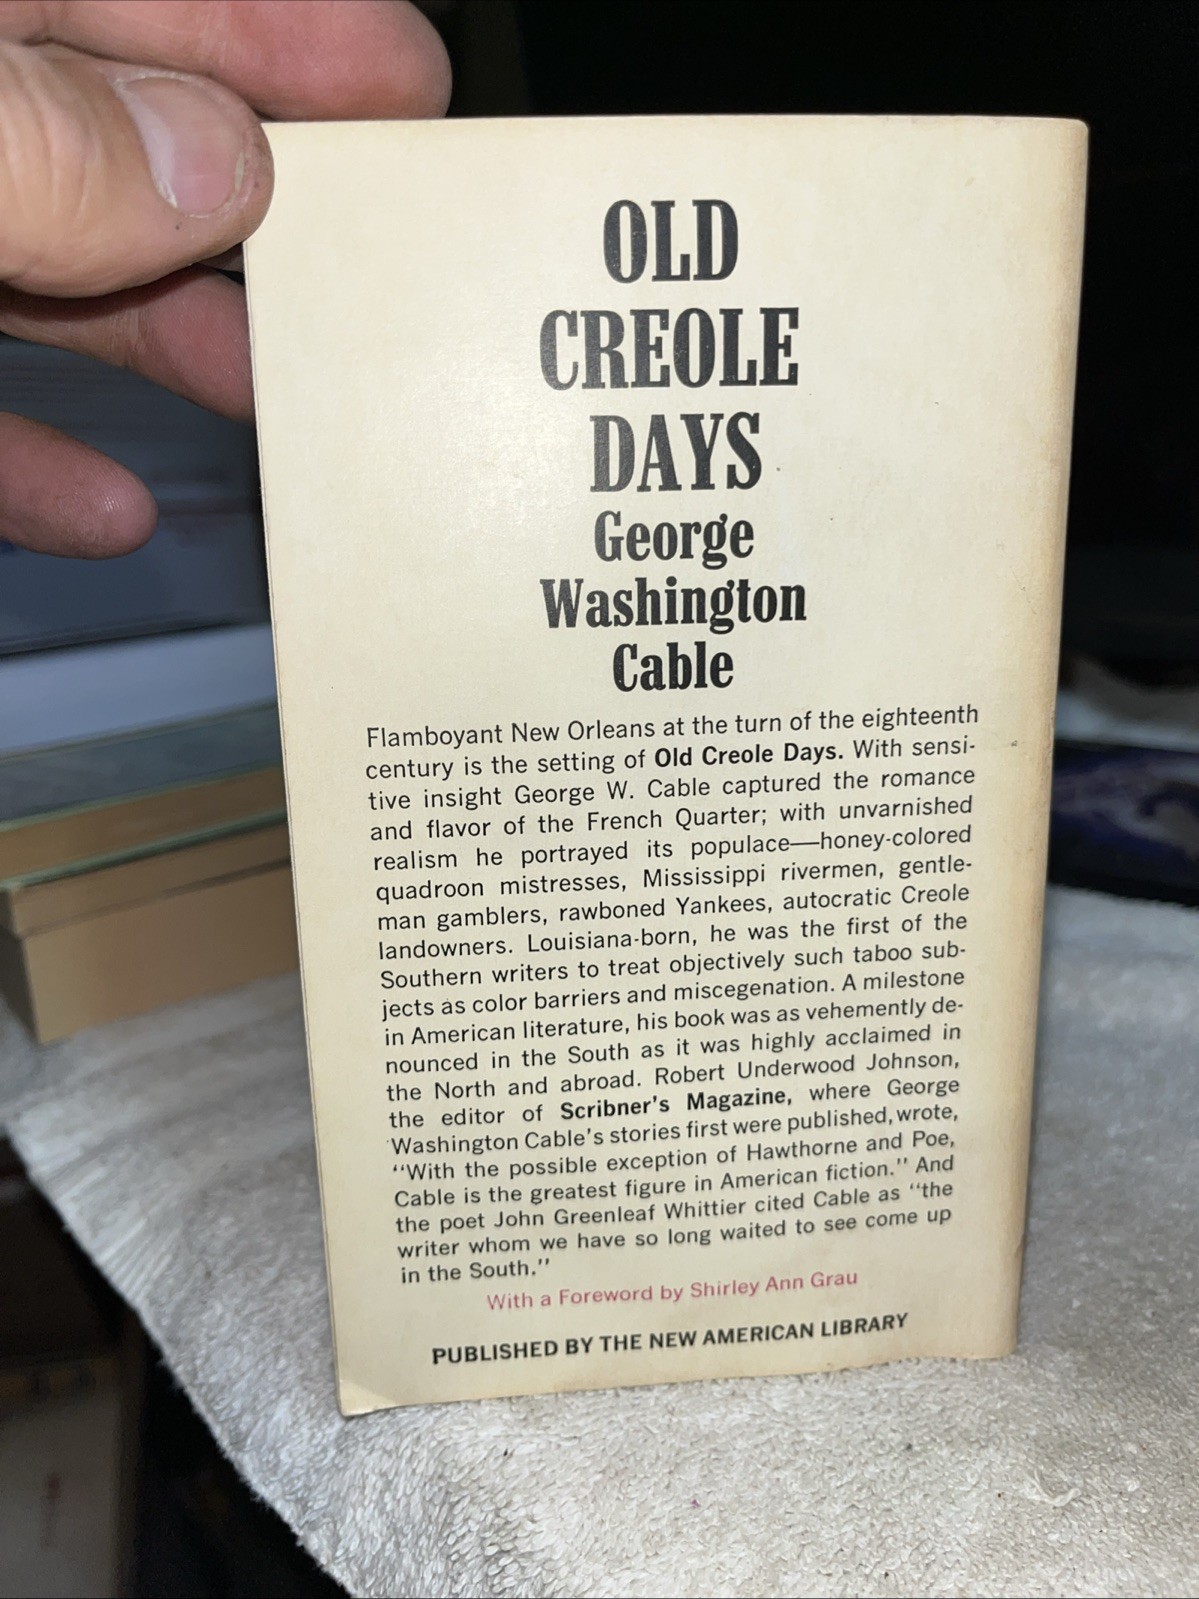 OLD
CREOLE
DAYS
George
Washington
Cable
Flamboyant New Orleans at the turn of the eighteenth
century is the setting of Old Creole Days. With sensi-
tive insight George W. Cable captured the romance
and flavor of the French Quarter; with unvarnished
realism he portrayed its populace—honey-colored
quadroon mistresses, Mississippi rivermen, gentle-
man gamblers, rawboned Yankees, autocratic Creole
landowners. Louisiana-born, he was the first of the
Southern writers to treat objectively such taboo sub-
jects as color barriers and miscegenation. A milestone
in American literature, his book was as vehemently de-
nounced in the South as it was highly acclaimed in
the North and abroad. Robert Underwood Johnson,
the editor of Scribner's Magazine, where George
Washington Cable's stories first were published, wrote,
"With the possible exception of Hawthorne and Poe,
Cable is the greatest figure in American fiction." And
the poet John Greenleaf Whittier cited Cable as "the
writer whom we have so long waited to see come up
in the South."
With a Foreword by Shirley Ann Grau
PUBLISHED BY THE NEW AMERICAN LIBRARY